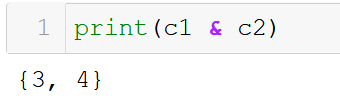 1 print(c1 & c2)
{3, 4}